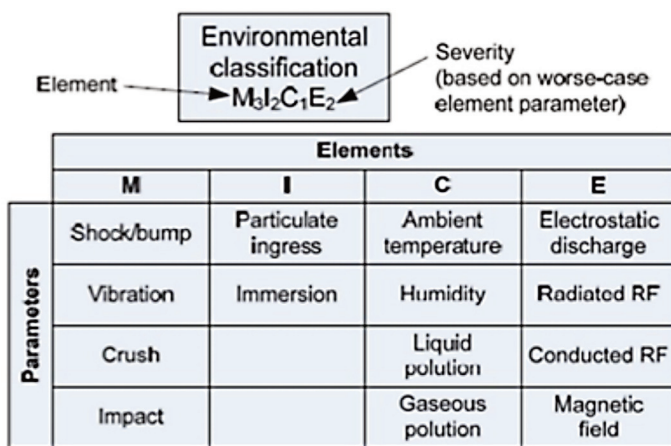 Environmental
classification
M₃I₂C₁E₂
Element
Severity
(based on worse-case
element parameter)
Elements
M I C E
Parameters
Shock/bump Particulate ingress Ambient temperature Electrostatic discharge
Vibration Immersion Humidity Radiated RF
Crush Liquid polution Conducted RF
Impact Gaseous polution Magnetic field